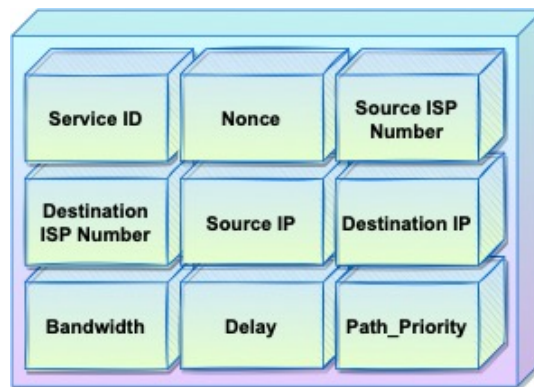 Service ID
Nonce
Source ISP
Number
Destination
ISP Number
Source IP
Destination IP
Bandwidth
Delay
Path_Priority